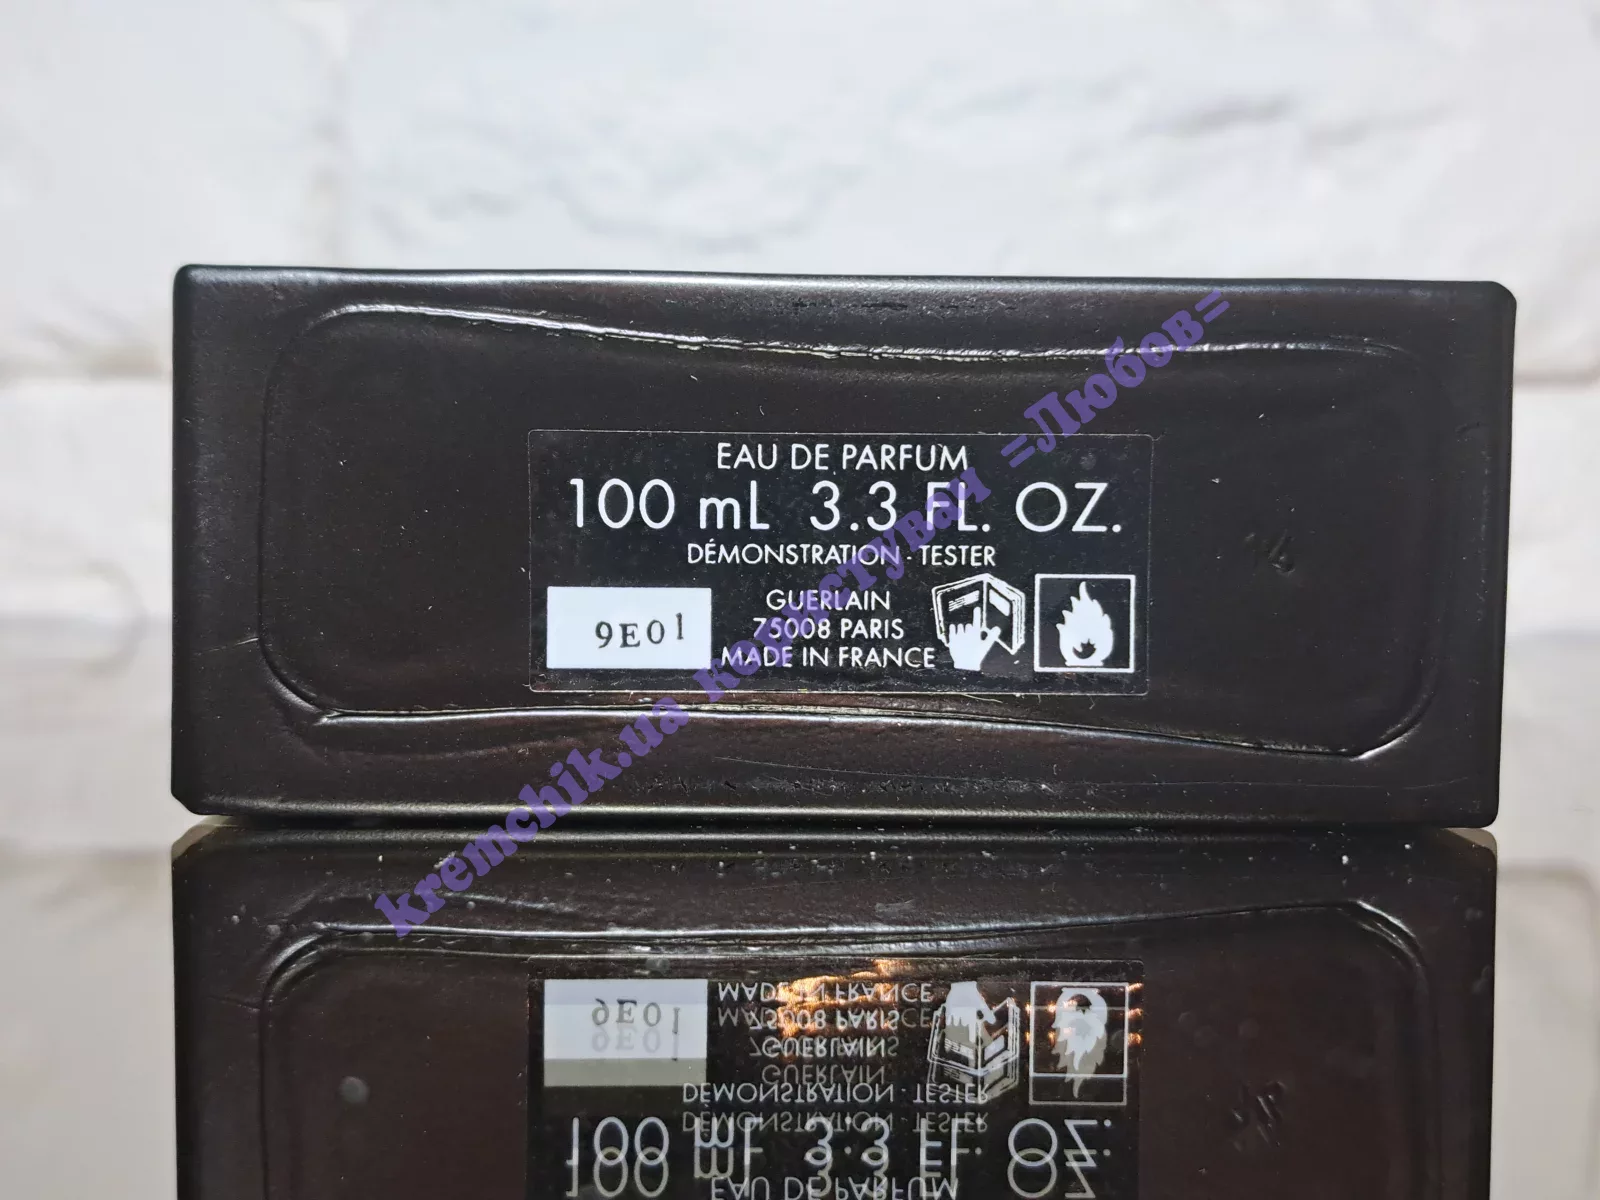 EAU DE PARFUM
100 mL 3.3 FL. OZ.
DÉMONSTRATION · TESTER
9E01
GUERLAIN
75008 PARIS
MADE IN FRANCE
kremchik.ua користувач =Любов=